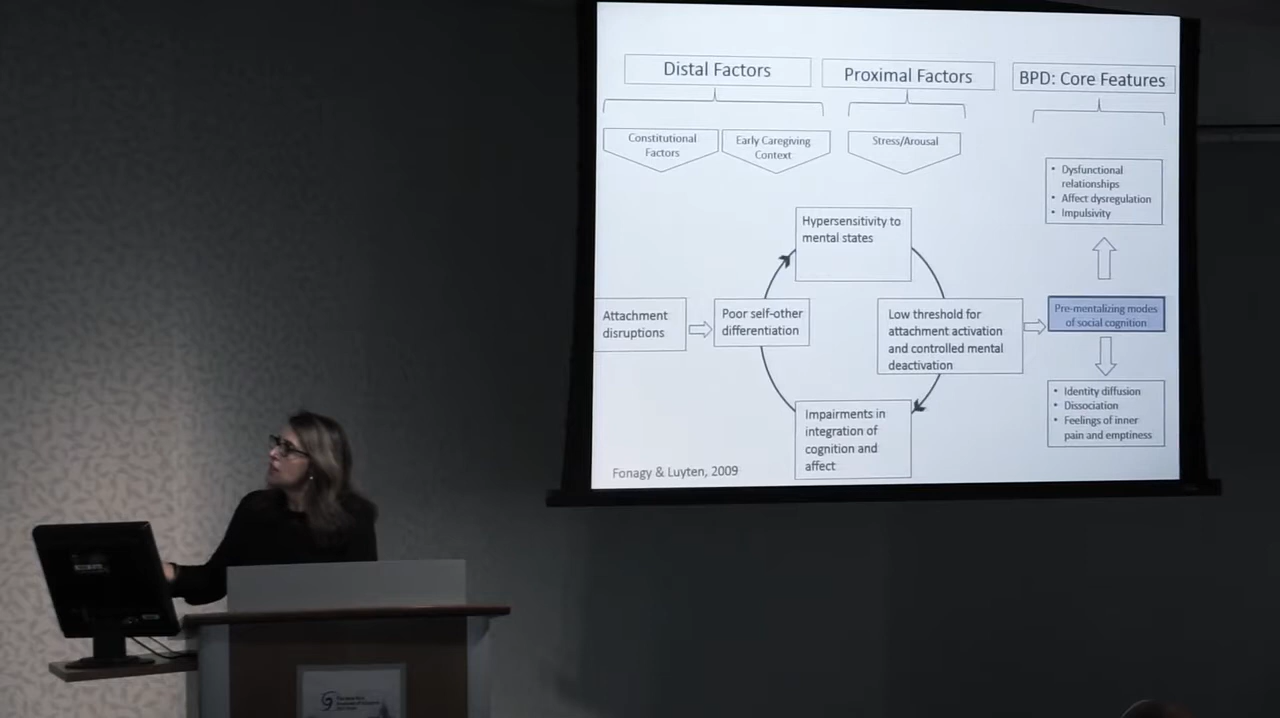 Distal Factors
Proximal Factors
BPD: Core Features
Constitutional
Factors
Early Caregiving
Context
Stress/Arousal
• Dysfunctional
relationships
• Affect dysregulation
• Impulsivity
Hypersensitivity to
mental states
Attachment
disruptions
Poor self-other
differentiation
Low threshold for
attachment activation
and controlled mental
deactivation
Pre-mentalizing modes
of social cognition
Impairments in
integration of
cognition and
affect
• Identity diffusion
• Dissociation
• Feelings of inner
pain and emptiness
Fonagy & Luyten, 2009